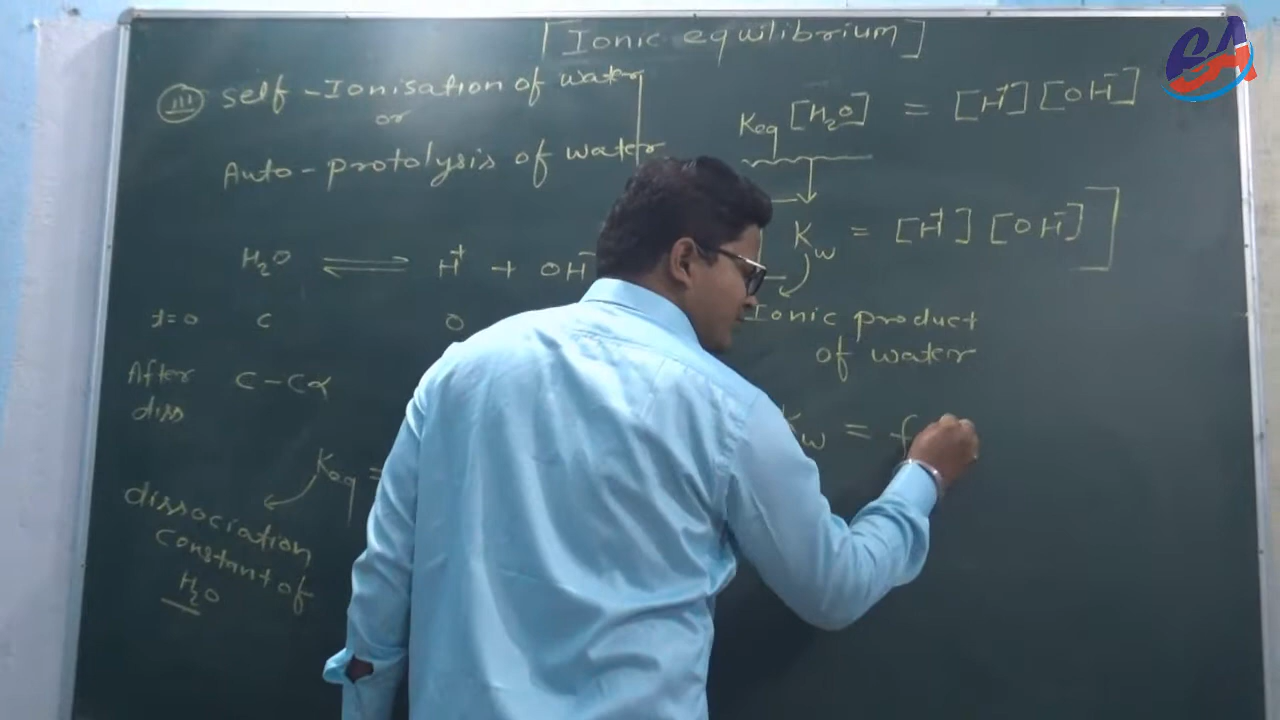 [Ionic equilibrium]
(III) Self-Ionisation of water
or
Auto-protolysis of water
H₂O ⇌ H⁺ + OH⁻
t=0 C 0
After C-Cα
diss
Keq =
dissociation
constant of
H₂O
Keq [H₂O] = [H⁺] [OH⁻]
Kw = [H⁺] [OH⁻]
Ionic product
of water
Kw = f